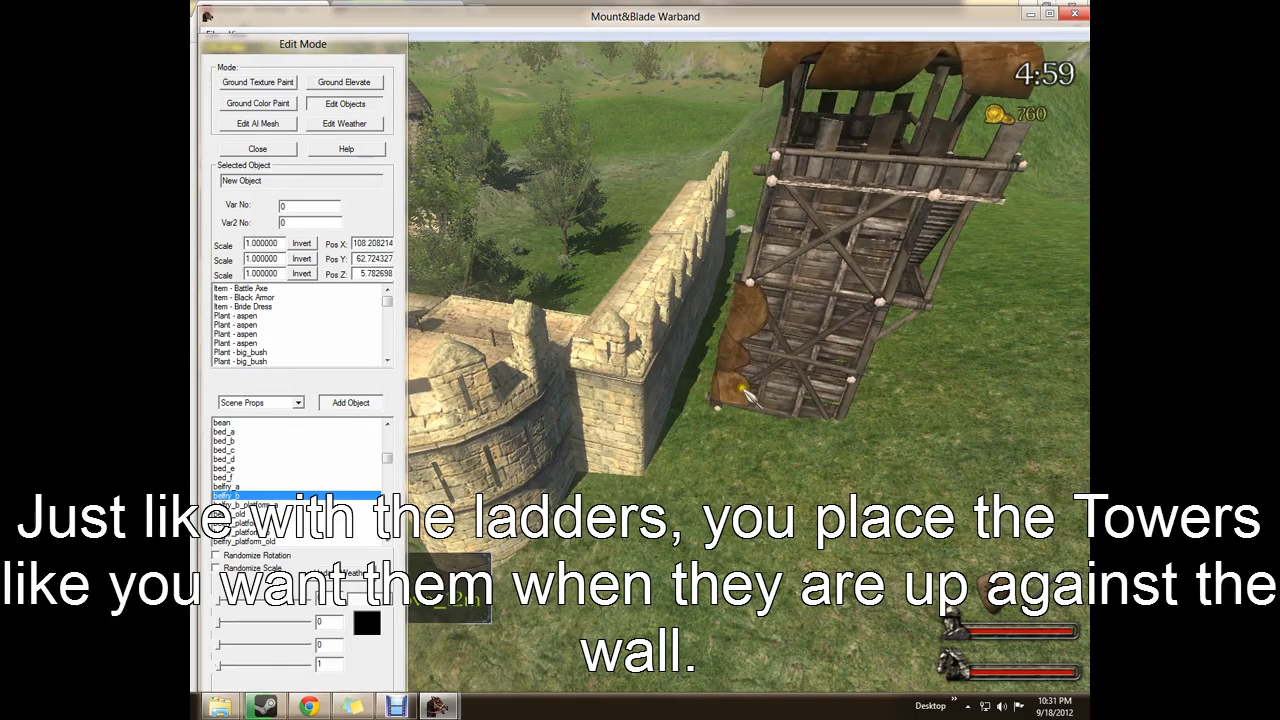 Mount&Blade Warband
Edit Mode
Mode:
Ground Texture Paint
Ground Elevate
Ground Color Paint
Edit Objects
Edit AI Mesh
Edit Weather
Close
Help
Selected Object
New Object
Var No:
0
Var2 No:
0
Scale
1.000000
Invert
Pos X:
108.208214
Scale
1.000000
Invert
Pos Y:
62.724327
Scale
1.000000
Invert
Pos Z:
5.782698
Item - Battle Axe
Item - Black Armor
Item - Bride Dress
Plant - aspen
Plant - aspen
Plant - aspen
Plant - aspen
Plant - big_bush
Plant - big_bush
Scene Props
Add Object
bean
bed_a
bed_b
bed_c
bed_d
bed_e
bed_f
belfry_a
belfry_b
belfry_b_platform_a
belfry_platform_old
Randomize Rotation
Randomize Scale
0
0
1
4:59
760
Just like with the ladders, you place the Towers
like you want them when they are up against the
wall.
Desktop
10:31 PM
9/18/2012